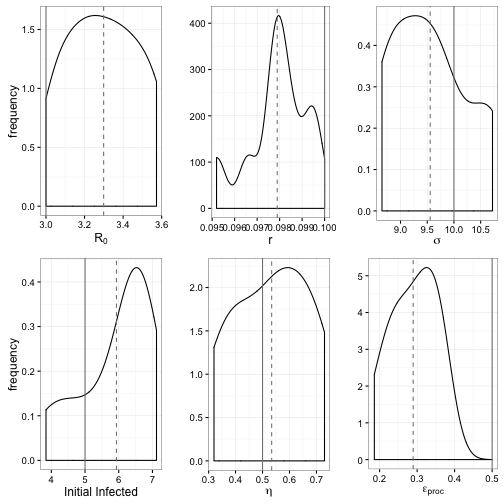 frequency
1.5
1.0
0.5
0.0
3.0 3.2 3.4 3.6
R0
400
300
200
100
0
0.095 0.096 0.097 0.098 0.099 0.100
r
0.4
0.3
0.2
0.1
0.0
9.0 9.5 10.0 10.5
σ
frequency
0.4
0.3
0.2
0.1
0.0
4 5 6 7
Initial Infected
2.0
1.5
1.0
0.5
0.0
0.3 0.4 0.5 0.6 0.7
η
5
4
3
2
1
0
0.2 0.3 0.4 0.5
εproc